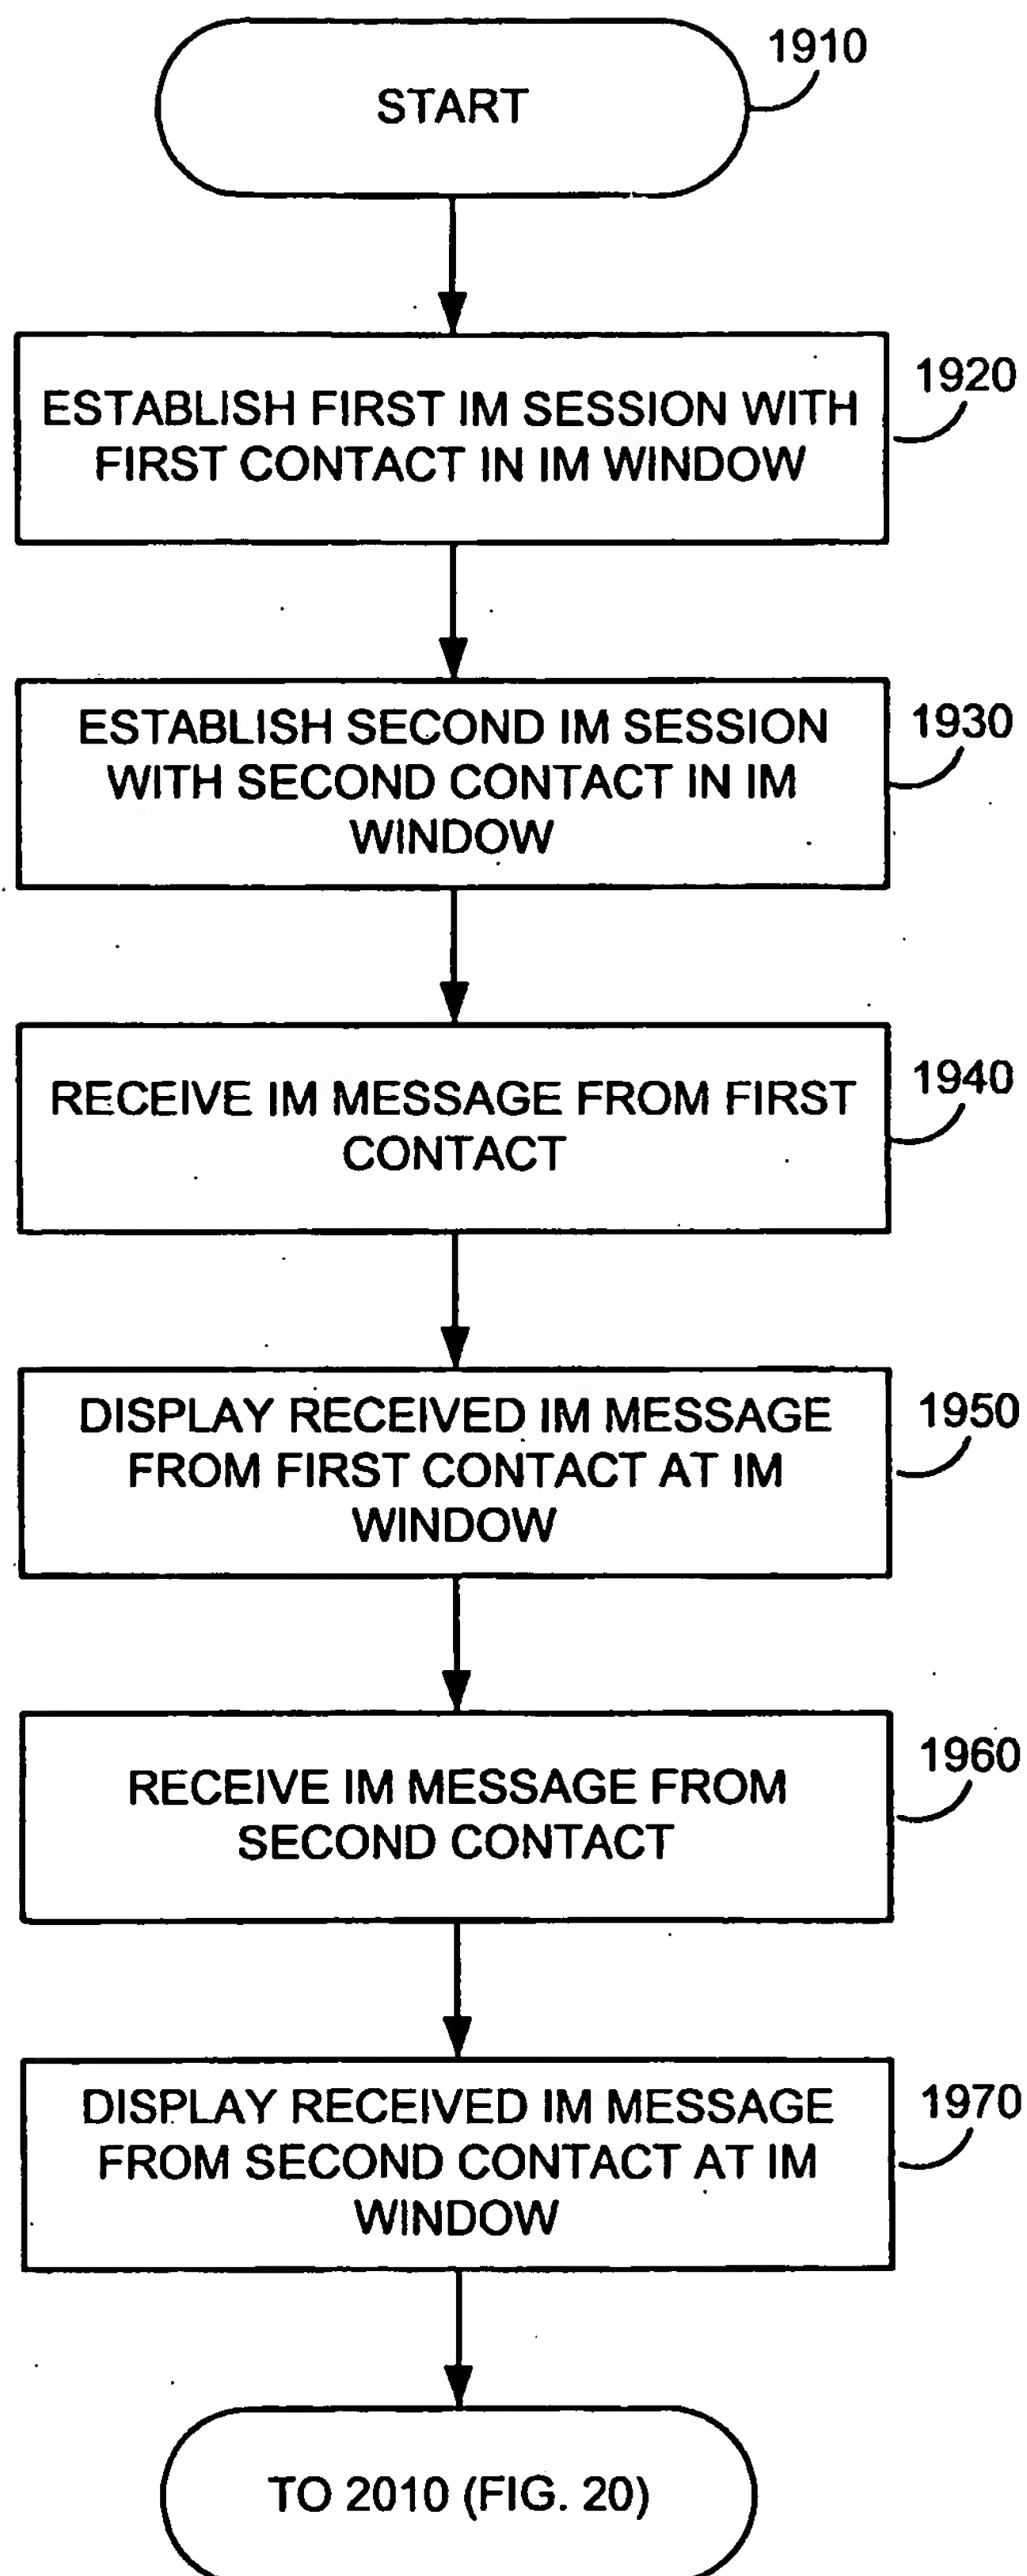 START
1910
ESTABLISH FIRST IM SESSION WITH
FIRST CONTACT IN IM WINDOW
1920
ESTABLISH SECOND IM SESSION
WITH SECOND CONTACT IN IM
WINDOW
1930
RECEIVE IM MESSAGE FROM FIRST
CONTACT
1940
DISPLAY RECEIVED IM MESSAGE
FROM FIRST CONTACT AT IM
WINDOW
1950
RECEIVE IM MESSAGE FROM
SECOND CONTACT
1960
DISPLAY RECEIVED IM MESSAGE
FROM SECOND CONTACT AT IM
WINDOW
1970
TO 2010 (FIG. 20)